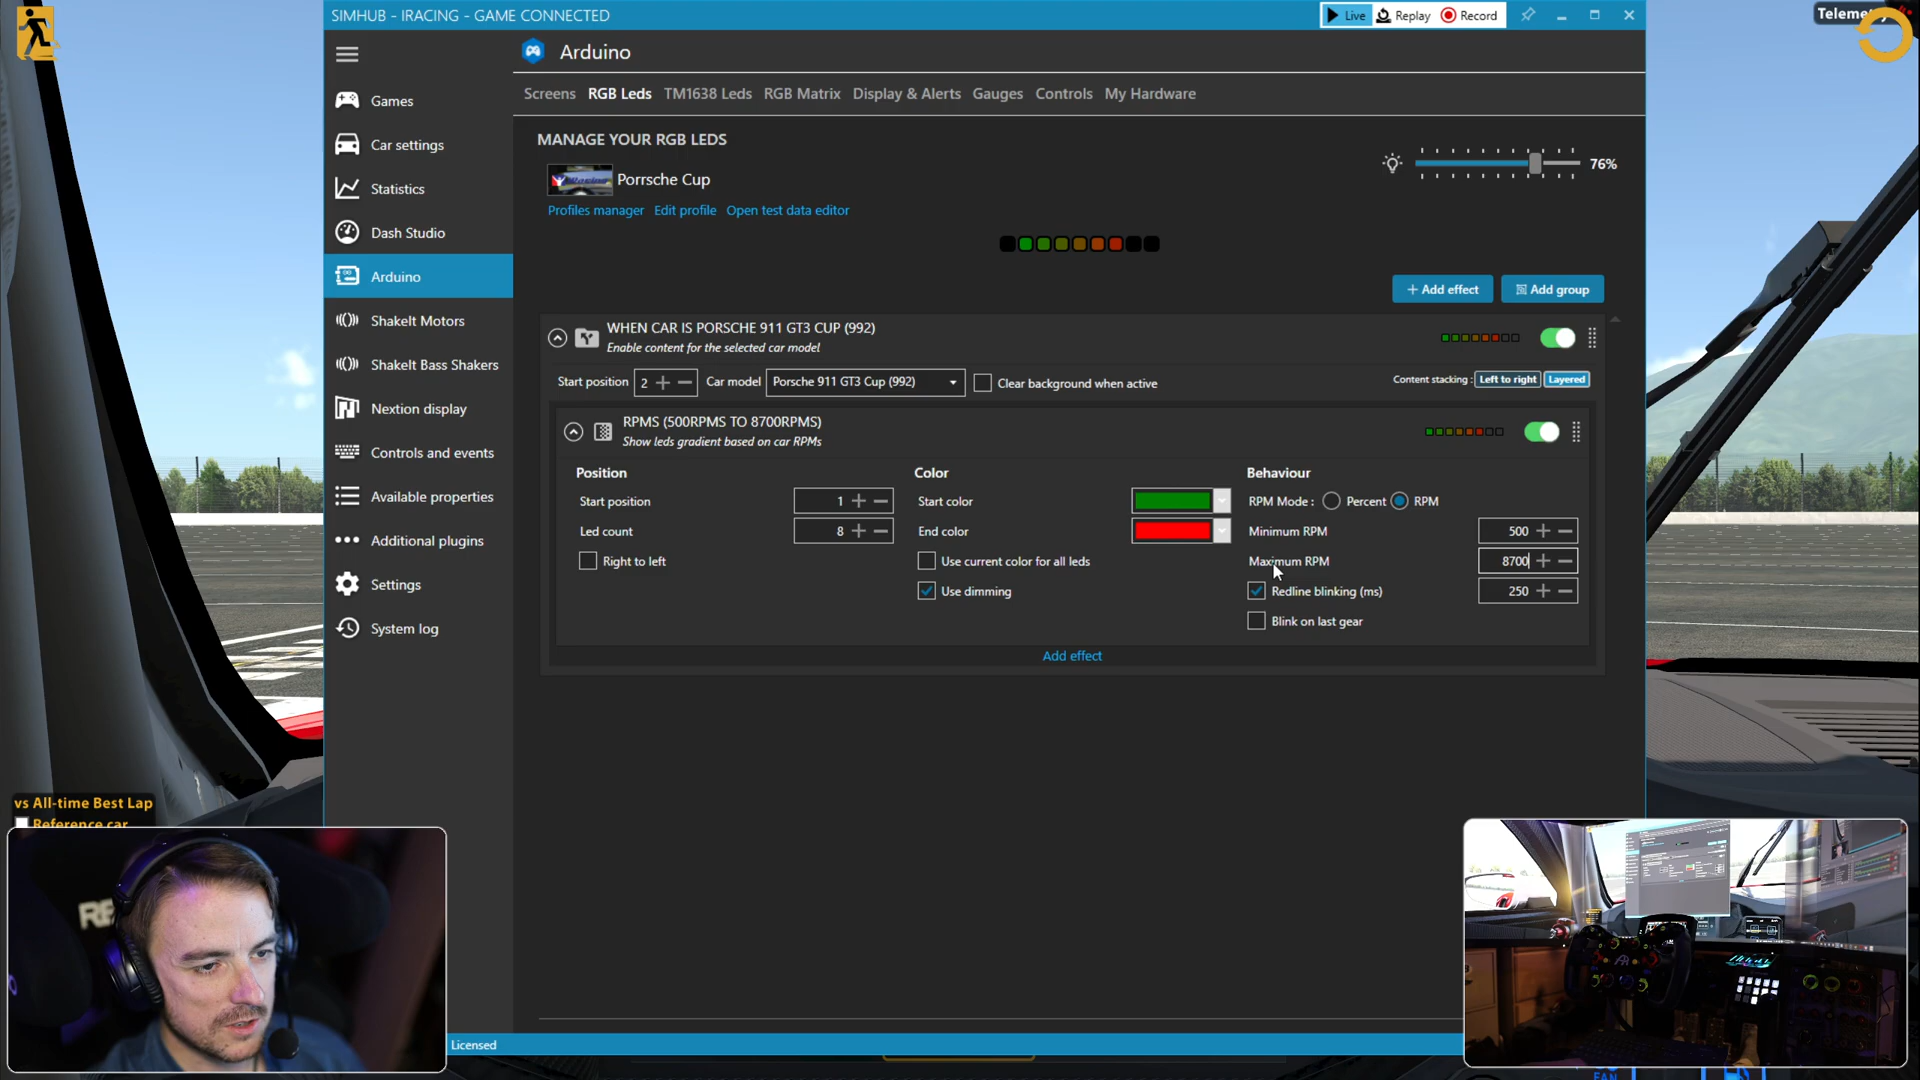 SIMHUB - IRACING - GAME CONNECTED
Live
Replay
Record
Arduino
Screens RGB Leds TM1638 Leds RGB Matrix Display & Alerts Gauges Controls My Hardware
Games
Car settings
Statistics
Dash Studio
Arduino
ShakeIt Motors
ShakeIt Bass Shakers
Nextion display
Controls and events
Available properties
Additional plugins
Settings
System log
MANAGE YOUR RGB LEDS
iRacing
Porrsche Cup
76%
Profiles manager Edit profile Open test data editor
+ Add effect
Add group
WHEN CAR IS PORSCHE 911 GT3 CUP (992)
Enable content for the selected car model
Start position 2 Car model Porsche 911 GT3 Cup (992) Clear background when active
Content stacking : Left to right Layered
RPMS (500RPMS TO 8700RPMS)
Show leds gradient based on car RPMs
Position Color Behaviour
Start position 1 Start color RPM Mode : Percent RPM
Led count 8 End color Minimum RPM 500
Right to left Use current color for all leds Maximum RPM 8700
Use dimming Redline blinking (ms) 250
Blink on last gear
Add effect
vs All-time Best Lap
Reference car
Licensed